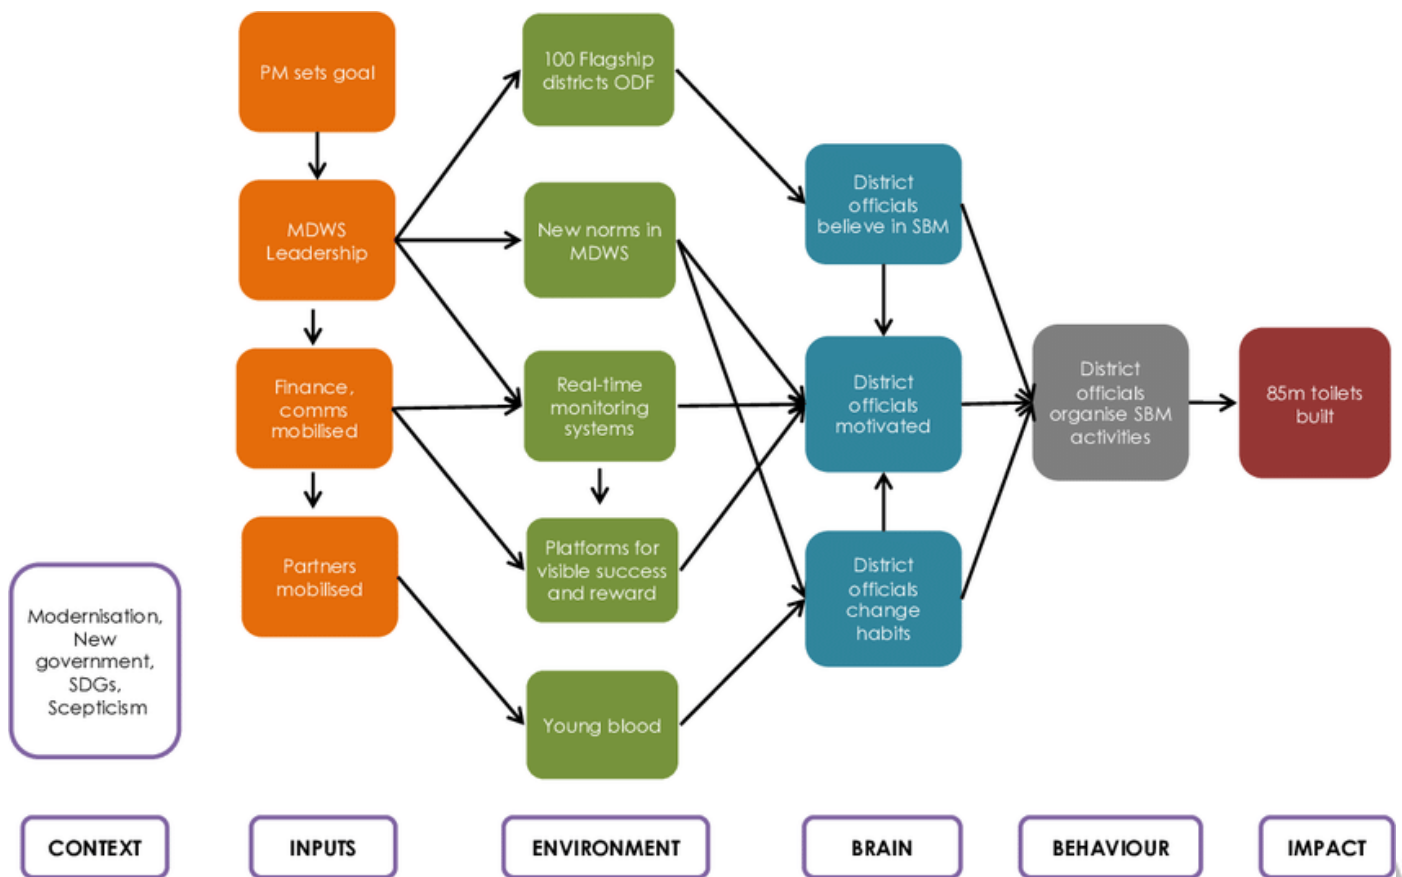 PM sets goal
MDWS
Leadership
Finance,
comms
mobilised
Partners
mobilised
100 Flagship
districts ODF
New norms in
MDWS
Real-time
monitoring
systems
Platforms for
visible success
and reward
Young blood
District
officials
believe in SBM
District
officials
motivated
District
officials
change
habits
District
officials
organise SBM
activities
85m toilets
built
Modernisation,
New
government,
SDGs,
Scepticism
CONTEXT
INPUTS
ENVIRONMENT
BRAIN
BEHAVIOUR
IMPACT